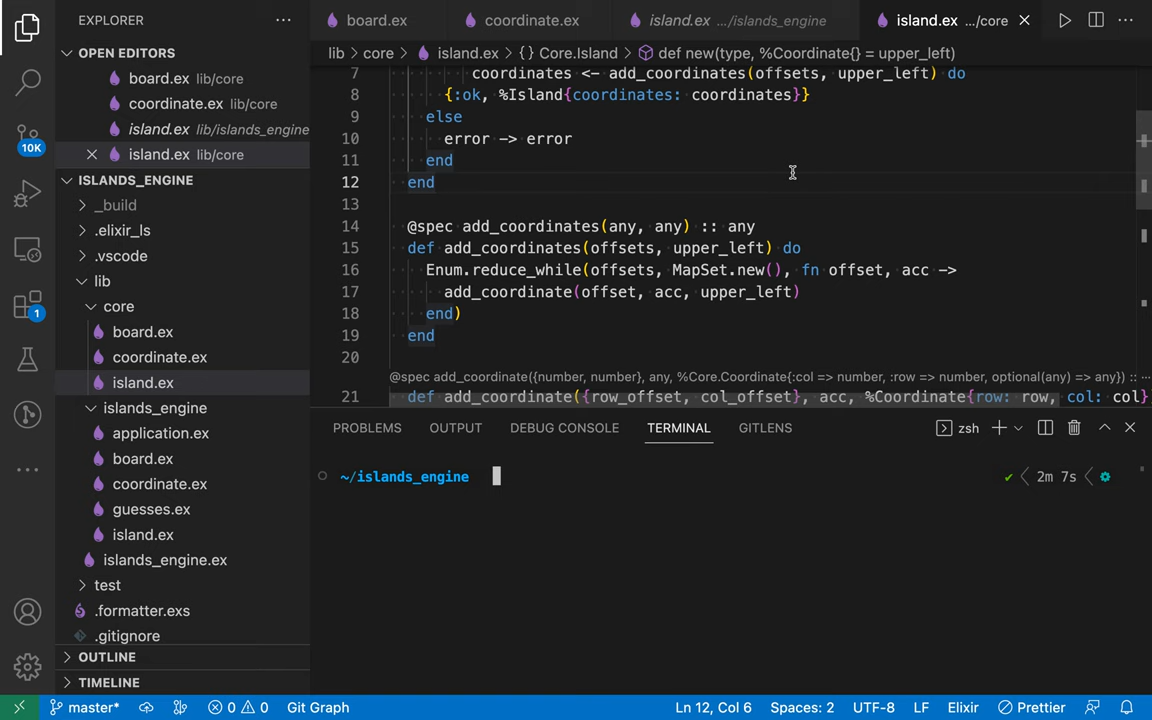 EXPLORER
OPEN EDITORS
board.ex lib/core
coordinate.ex lib/core
island.ex lib/islands_engine
island.ex lib/core
ISLANDS_ENGINE
_build
.elixir_ls
.vscode
lib
core
board.ex
coordinate.ex
island.ex
islands_engine
application.ex
board.ex
coordinate.ex
guesses.ex
island.ex
islands_engine.ex
test
.formatter.exs
.gitignore
OUTLINE
TIMELINE
10K
1
board.ex
coordinate.ex
island.ex .../islands_engine
island.ex .../core
lib > core > island.ex > {} Core.Island > def new(type, %Coordinate{} = upper_left)
7 coordinates <- add_coordinates(offsets, upper_left) do
8 {:ok, %Island{coordinates: coordinates}}
9 else
10 error -> error
11 end
12 end
13
14 @spec add_coordinates(any, any) :: any
15 def add_coordinates(offsets, upper_left) do
16 Enum.reduce_while(offsets, MapSet.new(), fn offset, acc ->
17 add_coordinate(offset, acc, upper_left)
18 end)
19 end
20
@spec add_coordinate({number, number}, any, %Core.Coordinate{:col => number, :row => number, optional(any) => any}) :: ...
21 def add_coordinate({row_offset, col_offset}, acc, %Coordinate{row: row, col: col}
PROBLEMS OUTPUT DEBUG CONSOLE TERMINAL GITLENS
zsh
~/islands_engine
✔ 2m 7s
master* 0 0 Git Graph
Ln 12, Col 6 Spaces: 2 UTF-8 LF Elixir Prettier